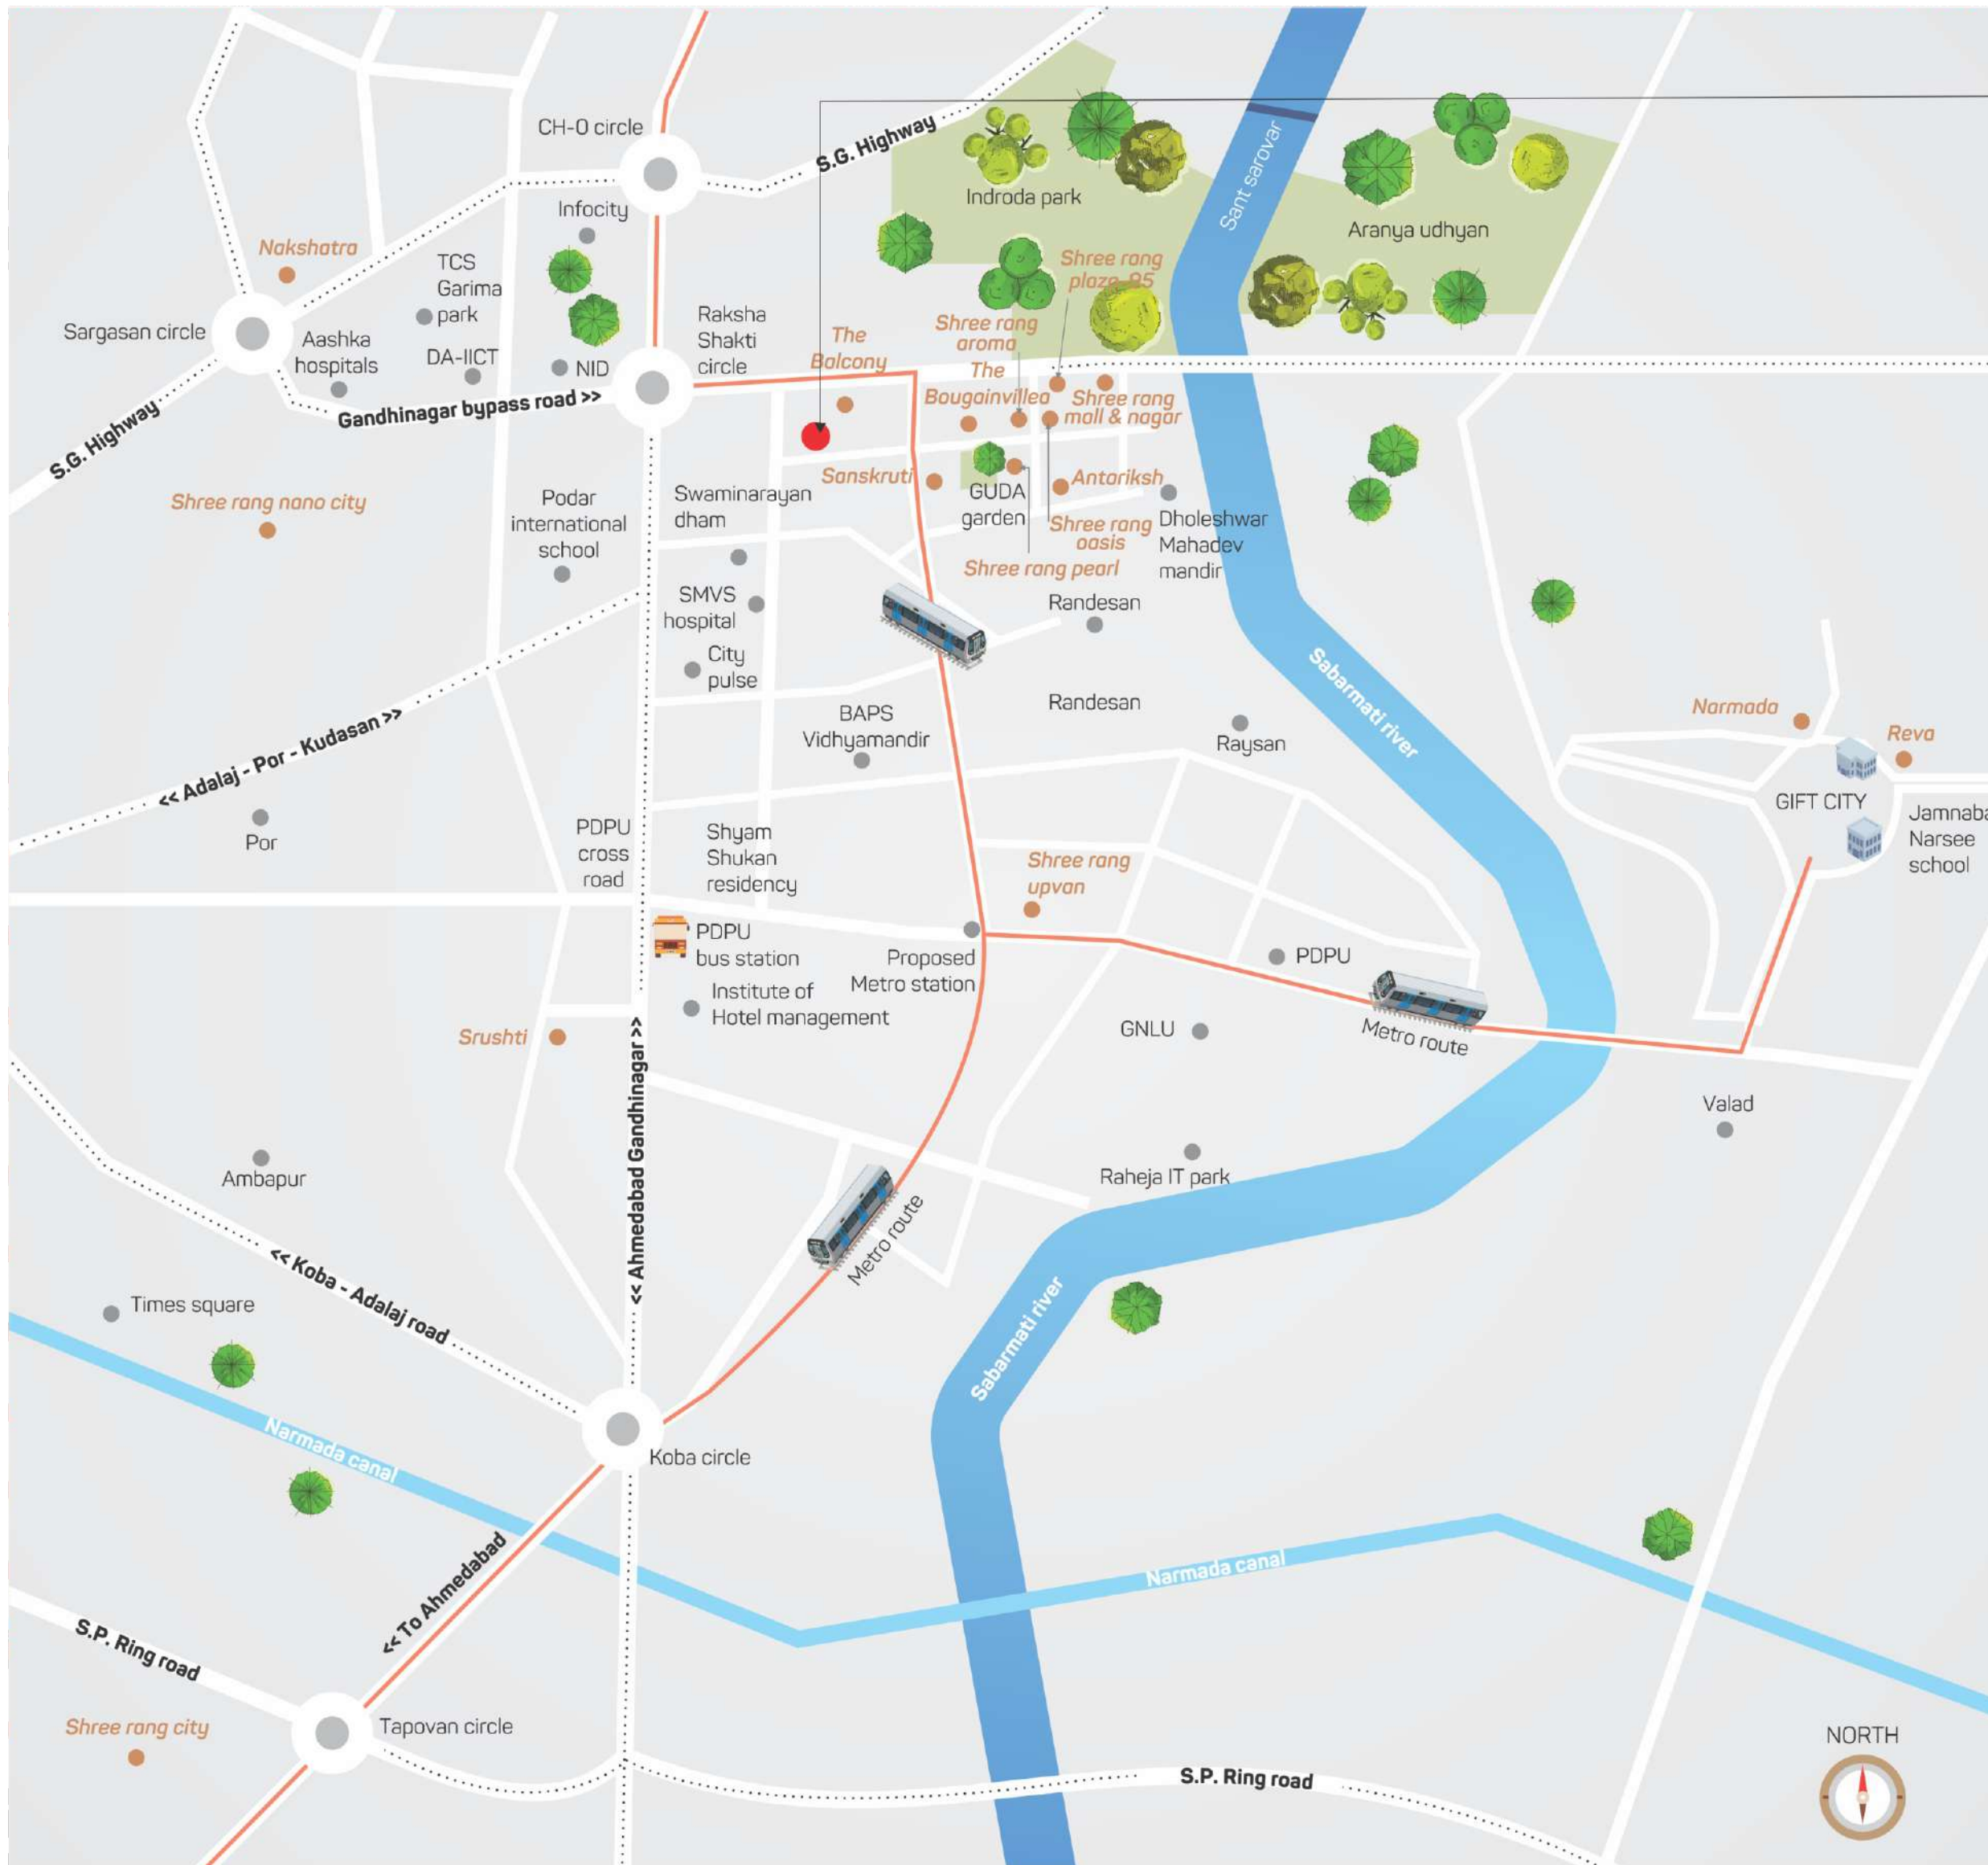 CH-0 circle
S.G. Highway
Sant sarovar
Indroda park
Aranya udhyan
Infocity
Nakshatra
TCS
Garima
park
Shree rang
plaza-95
Sargasan circle
Aashka
hospitals
DA-IICT
NID
Raksha
Shakti
circle
The
Balcony
Shree rang
aroma
The
Bougainvillea
Shree rang
mall & nagar
Gandhinagar bypass road >>
S.G. Highway
Sanskruti
GUDA
garden
Antariksh
Shree rang nano city
Podar
international
school
Swaminarayan
dham
Shree rang
oasis
Dholeshwar
Mahadev
mandir
Shree rang pearl
SMVS
hospital
Randesan
City
pulse
Sabarmati river
Randesan
BAPS
Vidhyamandir
Raysan
Narmada
Reva
<< Adalaj - Por - Kudasan >>
GIFT CITY
Jamnaba
Narsee
school
Por
PDPU
cross
road
Shyam
Shukan
residency
Shree rang
upvan
PDPU
bus station
Proposed
Metro station
PDPU
Institute of
Hotel management
GNLU
Metro route
Srushti
<< Ahmedabad Gandhinagar >>
Valad
Ambapur
Raheja IT park
Metro route
<< Koba - Adalaj road
Times square
Sabarmati river
Narmada canal
Koba circle
<< To Ahmedabad
Narmada canal
S.P. Ring road
Shree rang city
Tapovan circle
S.P. Ring road
NORTH